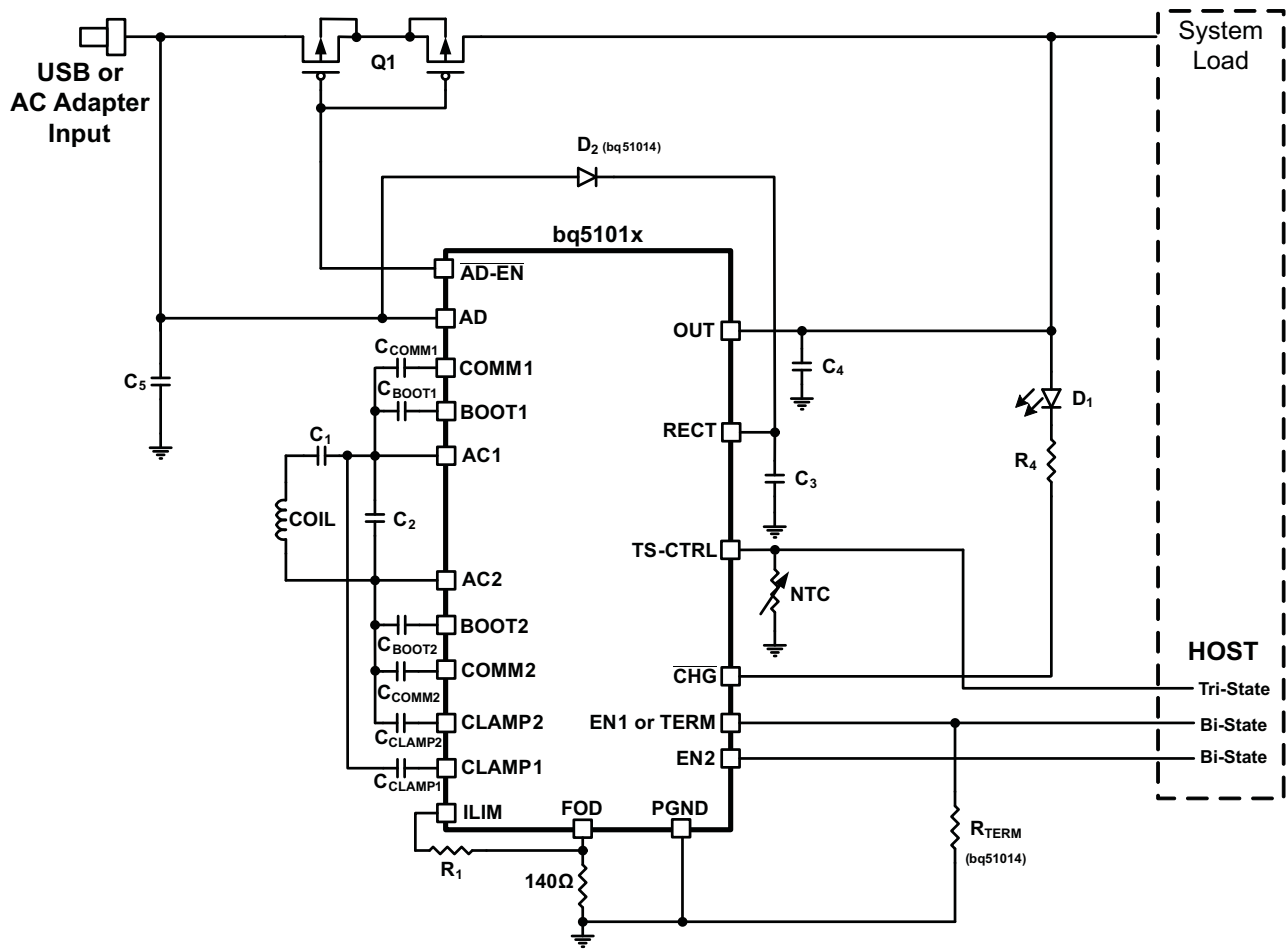 USB or
AC Adapter
Input
Q1
System
Load
D2 (bq51014)
bq5101x
AD-EN
AD
OUT
CCOMM1
COMM1
C4
C5
CBOOT1
BOOT1
D1
RECT
C1
AC1
R4
C3
COIL
C2
TS-CTRL
AC2
NTC
BOOT2
CBOOT2
HOST
COMM2
CHG
CCOMM2
Tri-State
CLAMP2
EN1 or TERM
Bi-State
CCLAMP2
EN2
Bi-State
CLAMP1
CCLAMP1
ILIM
FOD
PGND
RTERM
(bq51014)
R1
140Ω